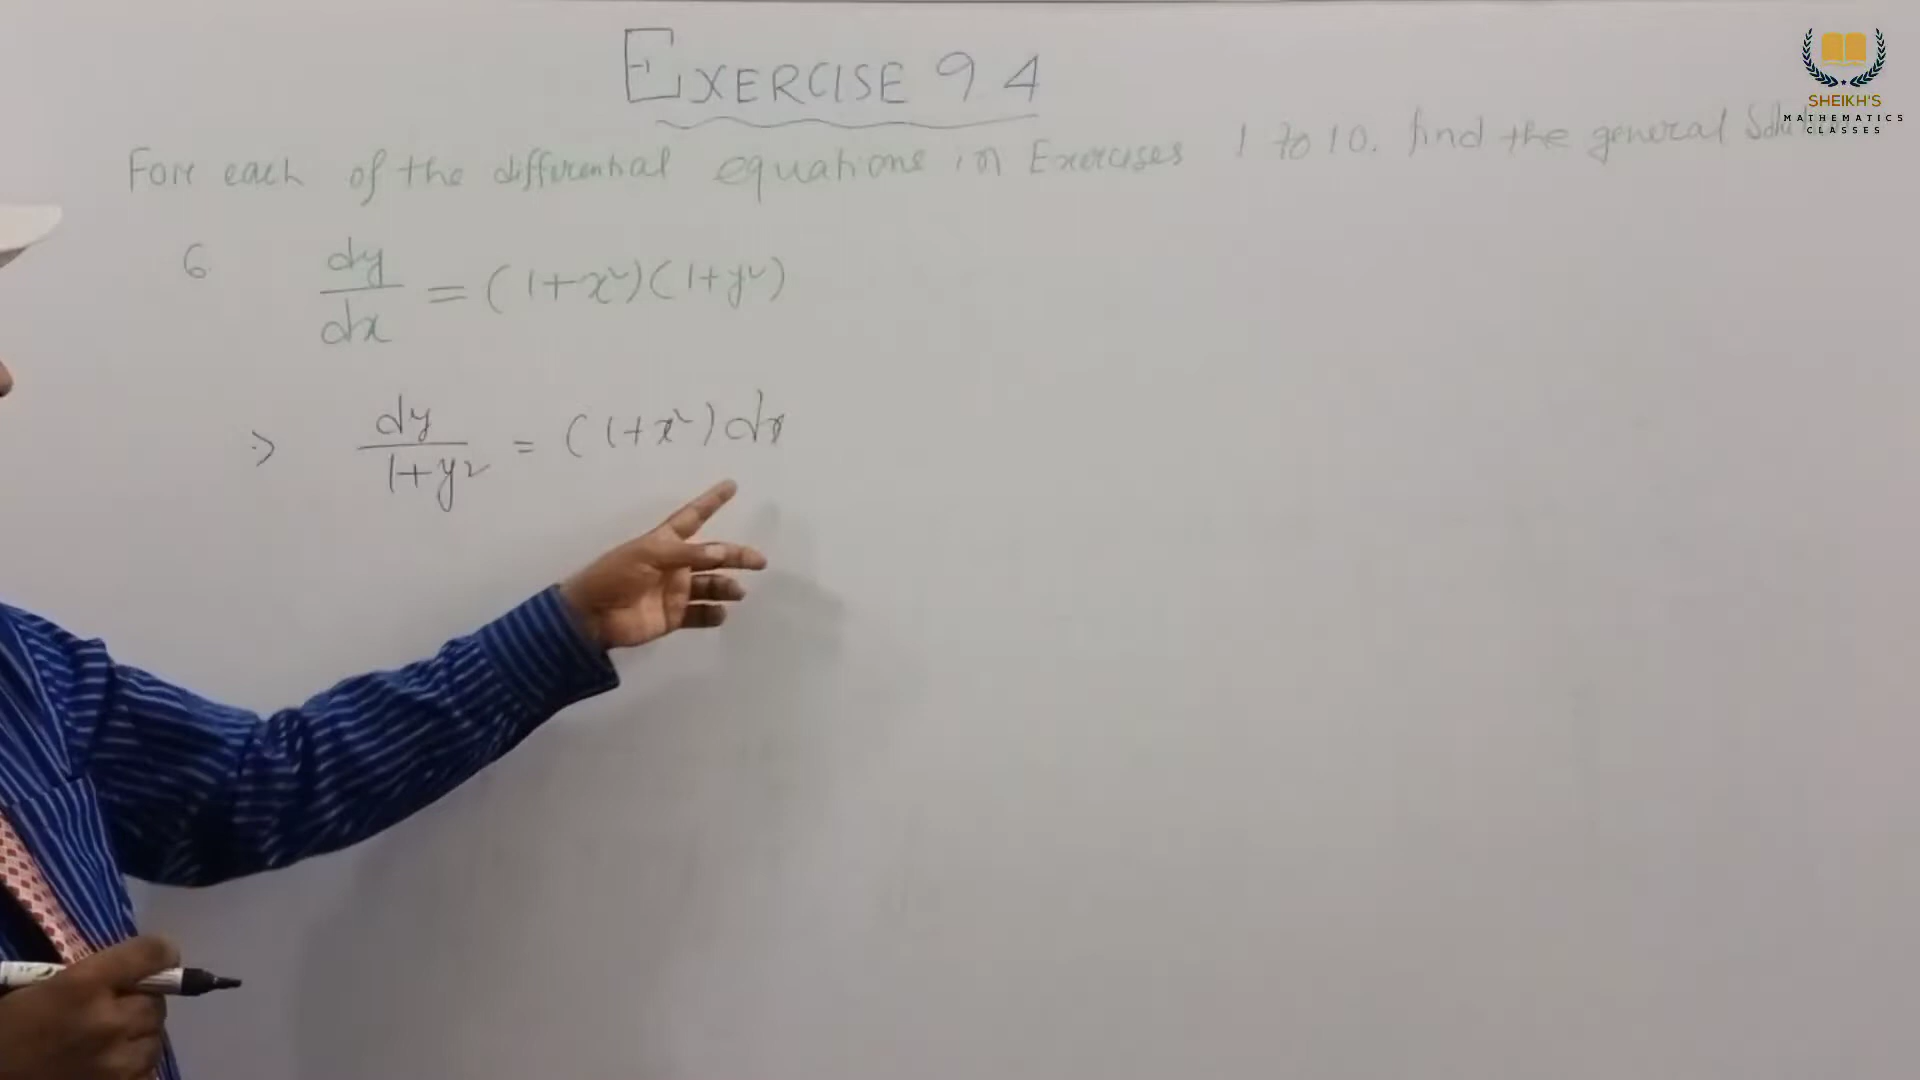 EXERCISE 9 4
SHEIKH'S
MATHEMATICS
CLASSES
For each of the differential equations in Exercises 1 to 10. find the general
6 dy/dx = (1+x²)(1+y²)
⇒ dy/1+y² = (1+x²) dx